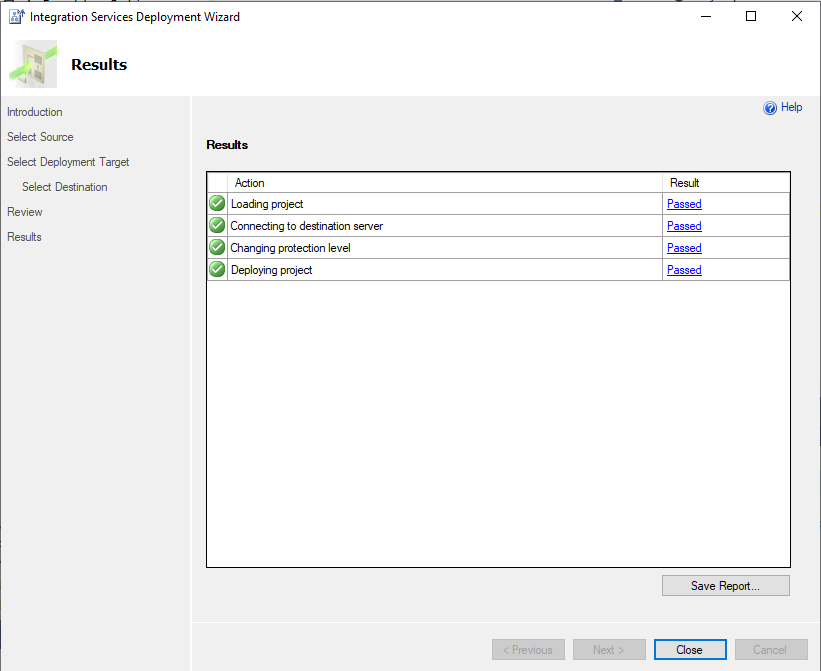 Integration Services Deployment Wizard
Results
Introduction
Select Source
Select Deployment Target
Select Destination
Review
Results
Help
Results
Action Result
Loading project Passed
Connecting to destination server Passed
Changing protection level Passed
Deploying project Passed
Save Report...
< Previous Next > Close Cancel